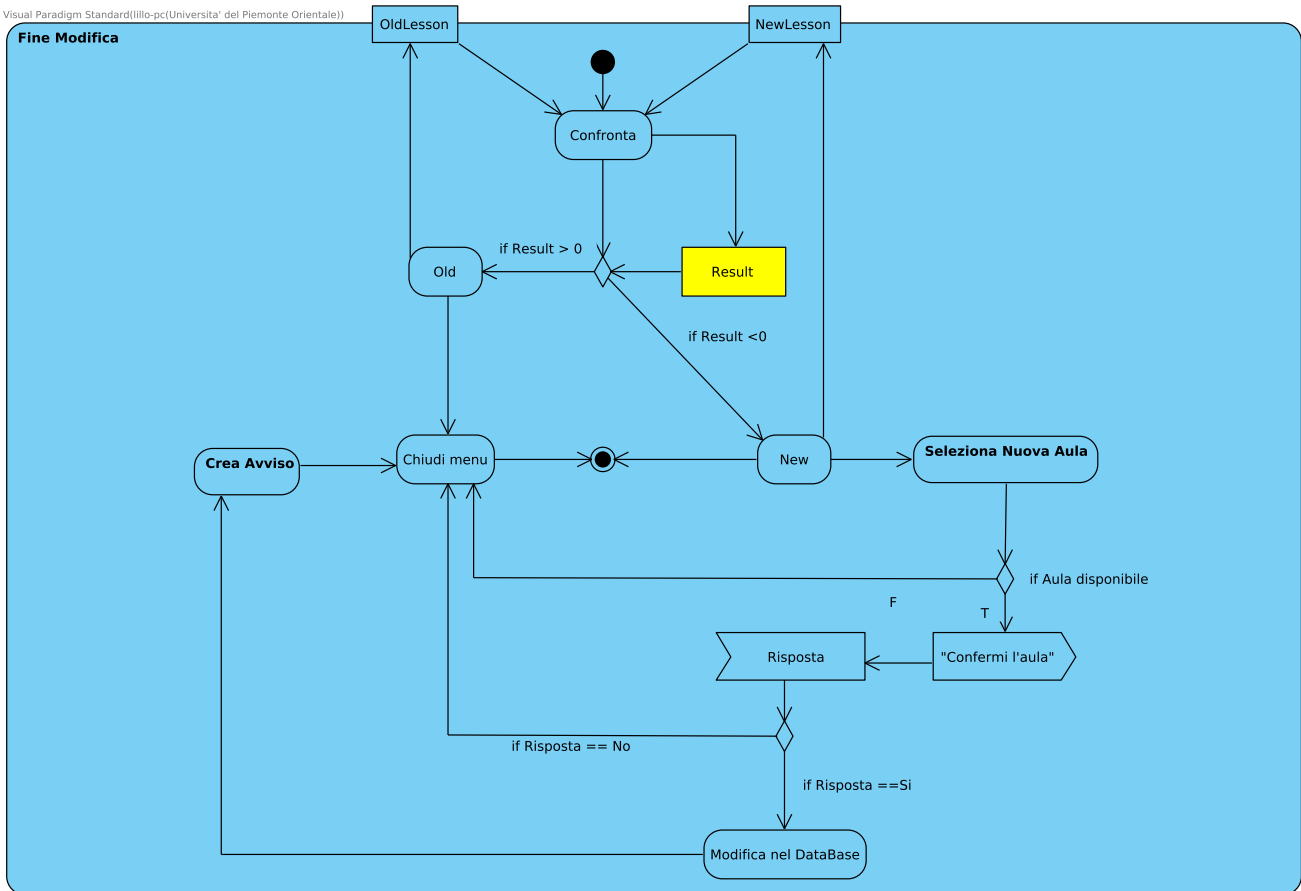 Visual Paradigm Standard(lillo-pc(Universita' del Piemonte Orientale))
Fine Modifica
OldLesson
NewLesson
Confronta
if Result > 0
Old
Result
if Result <0
Crea Avviso
Chiudi menu
New
Seleziona Nuova Aula
if Aula disponibile
F
T
Risposta
"Confermi l'aula"
if Risposta == No
if Risposta ==Si
Modifica nel DataBase